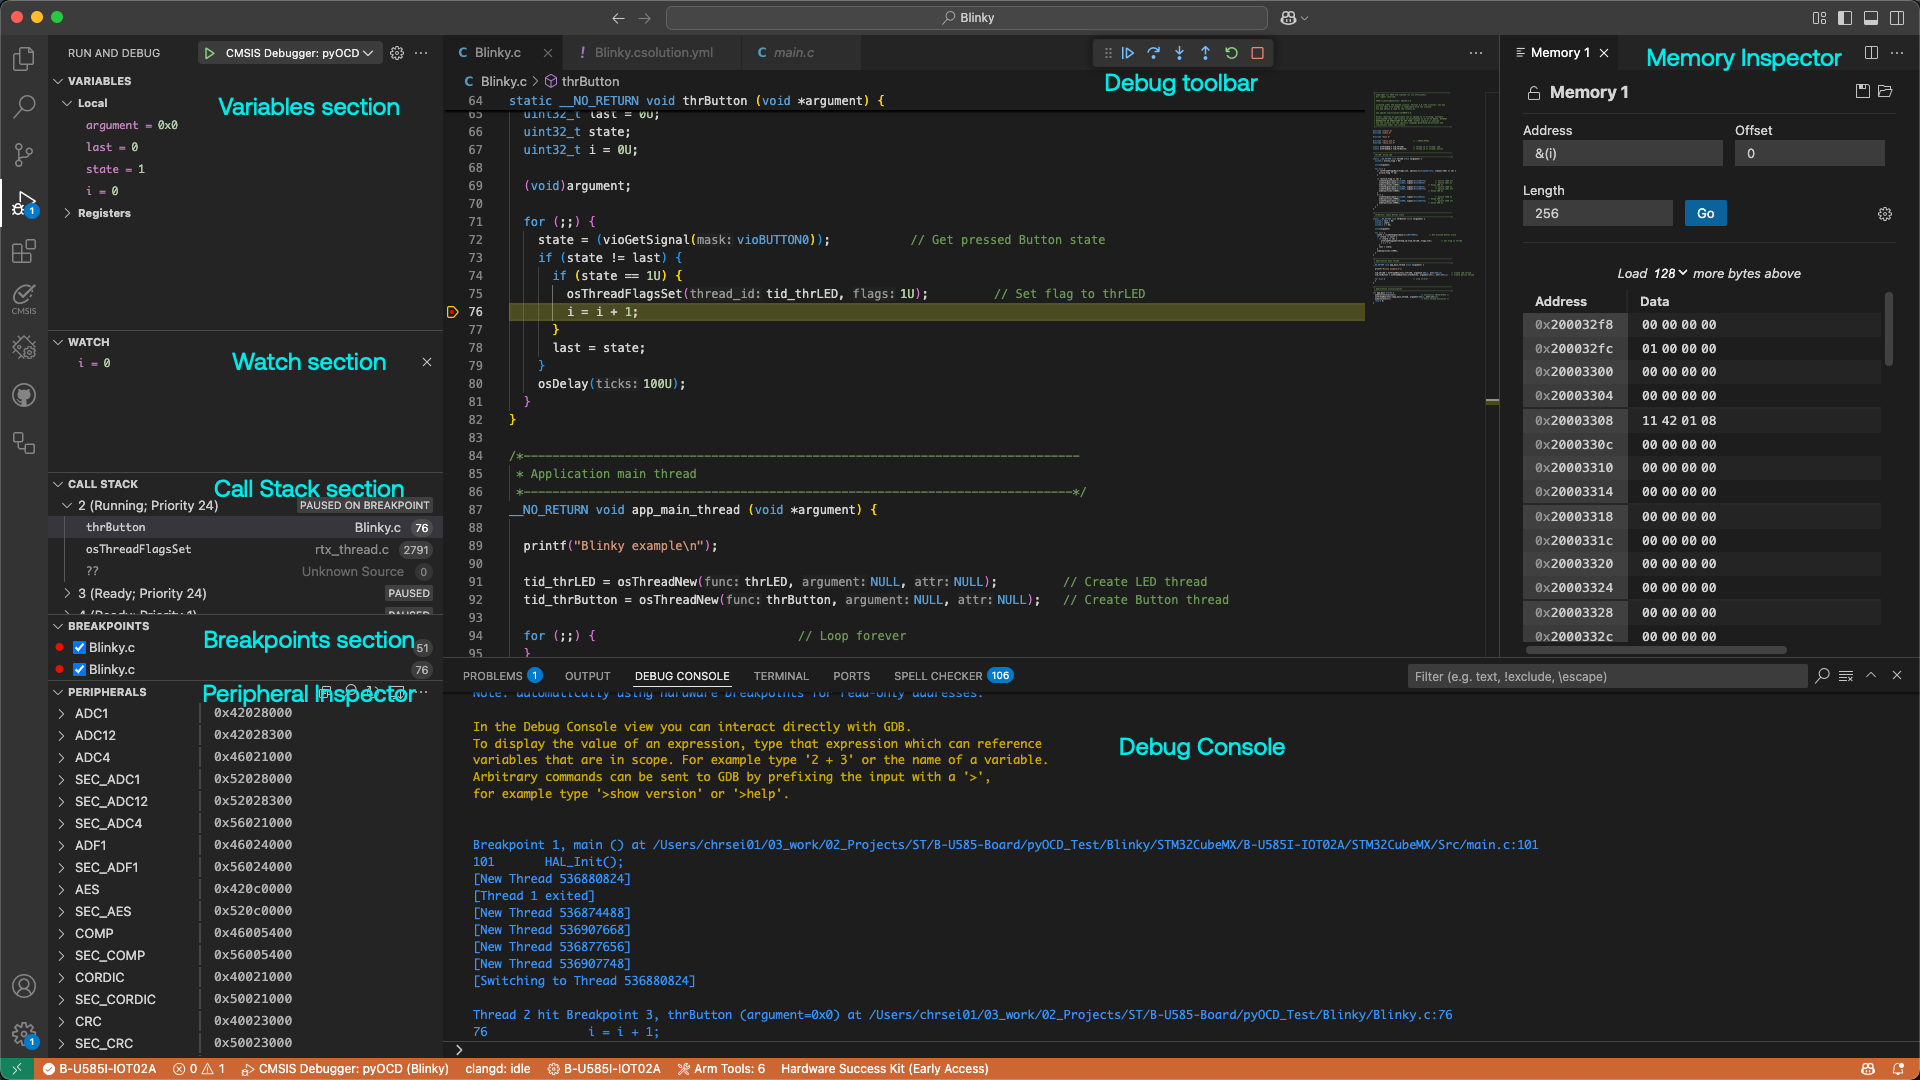 Blinky
RUN AND DEBUG
CMSIS Debugger: pyOCD
Blinky.c
! Blinky.csolution.yml
C main.c
Memory 1
Memory Inspector
Debug toolbar
VARIABLES
Local
Variables section
argument = 0x0
last = 0
state = 1
i = 0
Registers
WATCH
i = 0
Watch section
CALL STACK
Call Stack section
2 (Running; Priority 24)
PAUSED ON BREAKPOINT
thrButton Blinky.c 76
osThreadFlagsSet rtx_thread.c 2791
?? Unknown Source 0
3 (Ready; Priority 24) PAUSED
4 (Ready; Priority 1) PAUSED
BREAKPOINTS
Breakpoints section
Blinky.c 51
Blinky.c 76
PERIPHERALS
Peripheral Inspector
ADC1 0x42028000
ADC12 0x42028300
ADC4 0x46021000
SEC_ADC1 0x52028000
SEC_ADC12 0x52028300
SEC_ADC4 0x56021000
ADF1 0x46024000
SEC_ADF1 0x56024000
AES 0x420c0000
SEC_AES 0x520c0000
COMP 0x46005400
SEC_COMP 0x56005400
CORDIC 0x40021000
SEC_CORDIC 0x50021000
CRC 0x40023000
SEC_CRC 0x50023000
CMSIS
1
1
C Blinky.c > thrButton
64 static __NO_RETURN void thrButton (void *argument) {
65 uint32_t last = 0U;
66 uint32_t state;
67 uint32_t i = 0U;
68
69 (void)argument;
70
71 for (;;) {
72 state = (vioGetSignal(mask: vioBUTTON0)); // Get pressed Button state
73 if (state != last) {
74 if (state == 1U) {
75 osThreadFlagsSet(thread_id: tid_thrLED, flags: 1U); // Set flag to thrLED
76 i = i + 1;
77 }
78 last = state;
79 }
80 osDelay(ticks: 100U);
81 }
82 }
83
84 /*---------------------------------------------------------------------------
85 * Application main thread
86 *---------------------------------------------------------------------------*/
87 __NO_RETURN void app_main_thread (void *argument) {
88
89 printf("Blinky example\n");
90
91 tid_thrLED = osThreadNew(func: thrLED, argument: NULL, attr: NULL); // Create LED thread
92 tid_thrButton = osThreadNew(func: thrButton, argument: NULL, attr: NULL); // Create Button thread
93
94 for (;;) { // Loop forever
95 }
Memory 1
Address
Offset
&(i)
0
Length
256
Go
Load 128 more bytes above
Address Data
0x200032f8 00 00 00 00
0x200032fc 01 00 00 00
0x20003300 00 00 00 00
0x20003304 00 00 00 00
0x20003308 11 42 01 08
0x2000330c 00 00 00 00
0x20003310 00 00 00 00
0x20003314 00 00 00 00
0x20003318 00 00 00 00
0x2000331c 00 00 00 00
0x20003320 00 00 00 00
0x20003324 00 00 00 00
0x20003328 00 00 00 00
0x2000332c 00 00 00 00
PROBLEMS 1 OUTPUT DEBUG CONSOLE TERMINAL PORTS SPELL CHECKER 106
Filter (e.g. text, !exclude, \escape)
Note: automatically using hardware breakpoints for read-only addresses.
In the Debug Console view you can interact directly with GDB.
To display the value of an expression, type that expression which can reference
variables that are in scope. For example type '2 + 3' or the name of a variable.
Arbitrary commands can be sent to GDB by prefixing the input with a '>',
for example type '>show version' or '>help'.
Debug Console
Breakpoint 1, main () at /Users/chrsei01/03_work/02_Projects/ST/B-U585-Board/pyOCD_Test/Blinky/STM32CubeMX/B-U585I-IOT02A/STM32CubeMX/Src/main.c:101
101 HAL_Init();
[New Thread 536880824]
[Thread 1 exited]
[New Thread 536874488]
[New Thread 536907668]
[New Thread 536877656]
[New Thread 536907748]
[Switching to Thread 536880824]
Thread 2 hit Breakpoint 3, thrButton (argument=0x0) at /Users/chrsei01/03_work/02_Projects/ST/B-U585-Board/pyOCD_Test/Blinky/Blinky.c:76
76 i = i + 1;
>
B-U585I-IOT02A 0 1 CMSIS Debugger: pyOCD (Blinky) clangd: idle B-U585I-IOT02A Arm Tools: 6 Hardware Success Kit (Early Access)